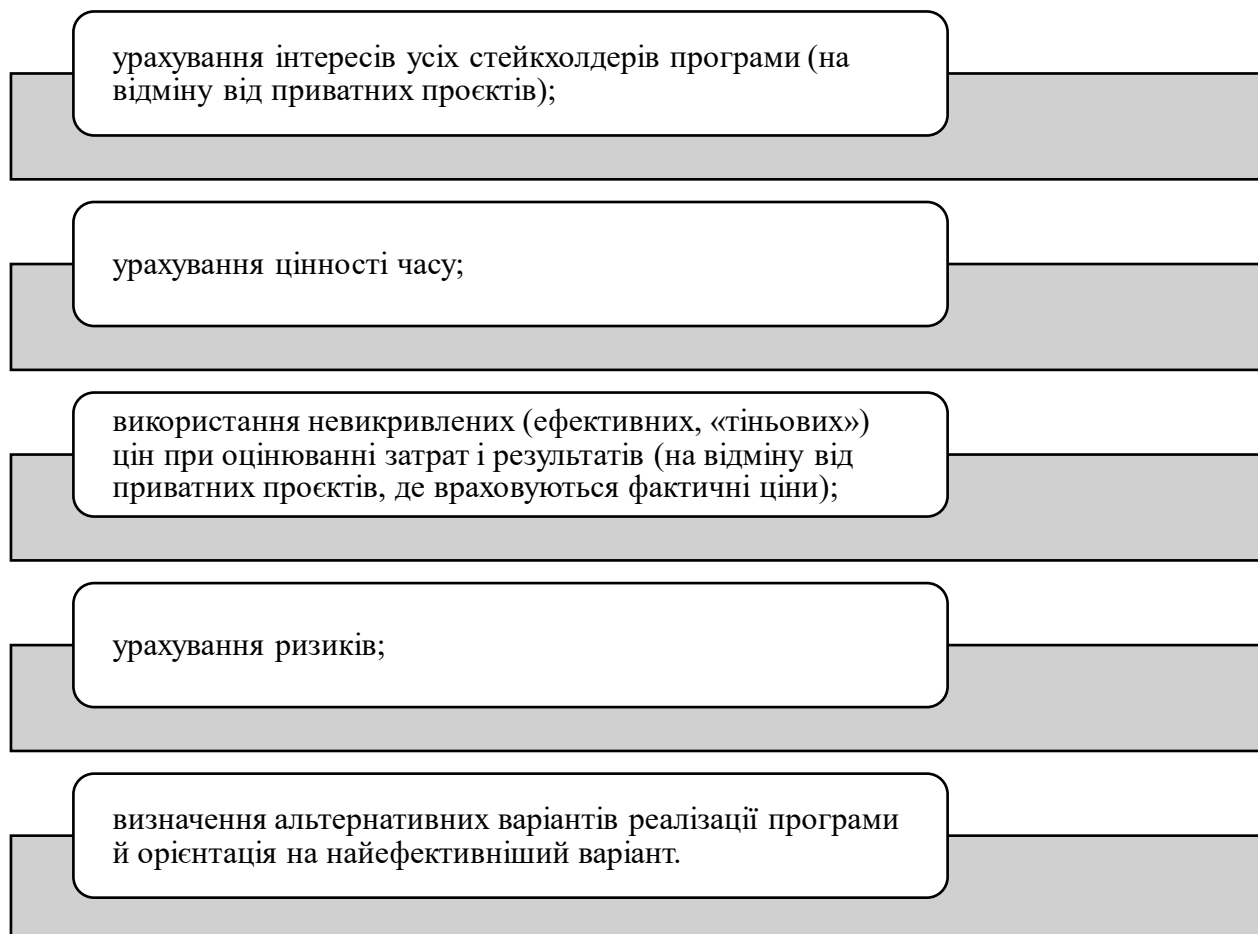 урахування інтересів усіх стейкхолдерів програми (на
відміну від приватних проєктів);
урахування цінності часу;
використання невикривлених (ефективних, «тіньових»)
цін при оцінюванні затрат і результатів (на відміну від
приватних проєктів, де враховуються фактичні ціни);
урахування ризиків;
визначення альтернативних варіантів реалізації програми
й орієнтація на найефективніший варіант.